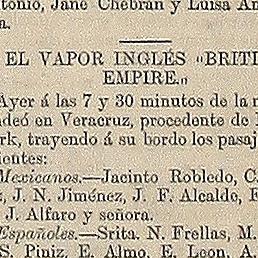 tonio, Jane Chebran y Luisa An
a.
EL VAPOR INGLÉS "BRITI
EMPIRE."
Ayer á las 7 y 30 minutos de la
deó en Veracruz, procedente de
rk, trayendo á su bordo los pasaj
ientes:
Mexicanos.—Jacinto Robledo, C.
z, J. N. Jiménez, J. F. Alcalde, F
J. Alfaro y señora.
Españoles.—Srita. N. Frellas, M.
S. Piniz, E. Almo, E. Leon, A.